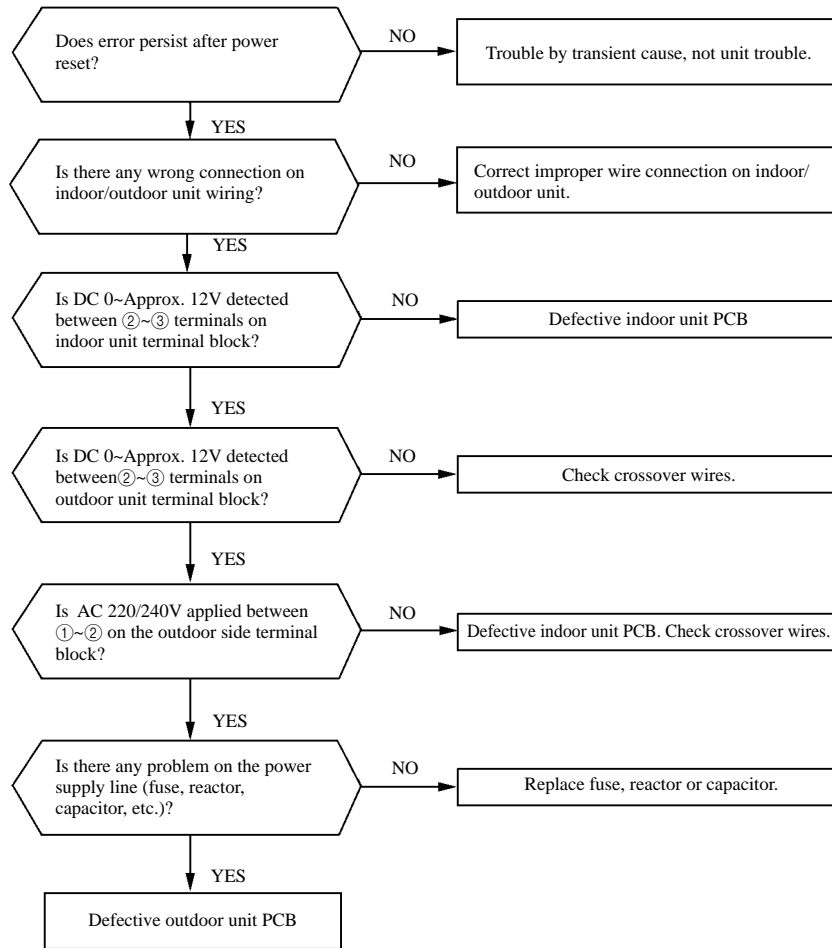 Does error persist after power
reset?
NO
Trouble by transient cause, not unit trouble.
YES
Is there any wrong connection on
indoor/outdoor unit wiring?
NO
Correct improper wire connection on indoor/
outdoor unit.
YES
Is DC 0~Approx. 12V detected
between ②~③ terminals on
indoor unit terminal block?
NO
Defective indoor unit PCB
YES
Is DC 0~Approx. 12V detected
between②~③ terminals on
outdoor unit terminal block?
NO
Check crossover wires.
YES
Is AC 220/240V applied between
①~② on the outdoor side terminal
block?
NO
Defective indoor unit PCB. Check crossover wires.
YES
Is there any problem on the power
supply line (fuse, reactor,
capacitor, etc.)?
NO
Replace fuse, reactor or capacitor.
YES
Defective outdoor unit PCB